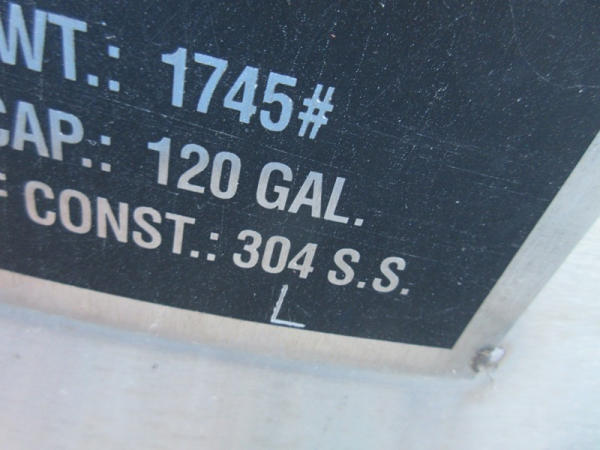 WT.: 1745#
CAP.: 120 GAL.
F CONST.: 304 S.S.
L